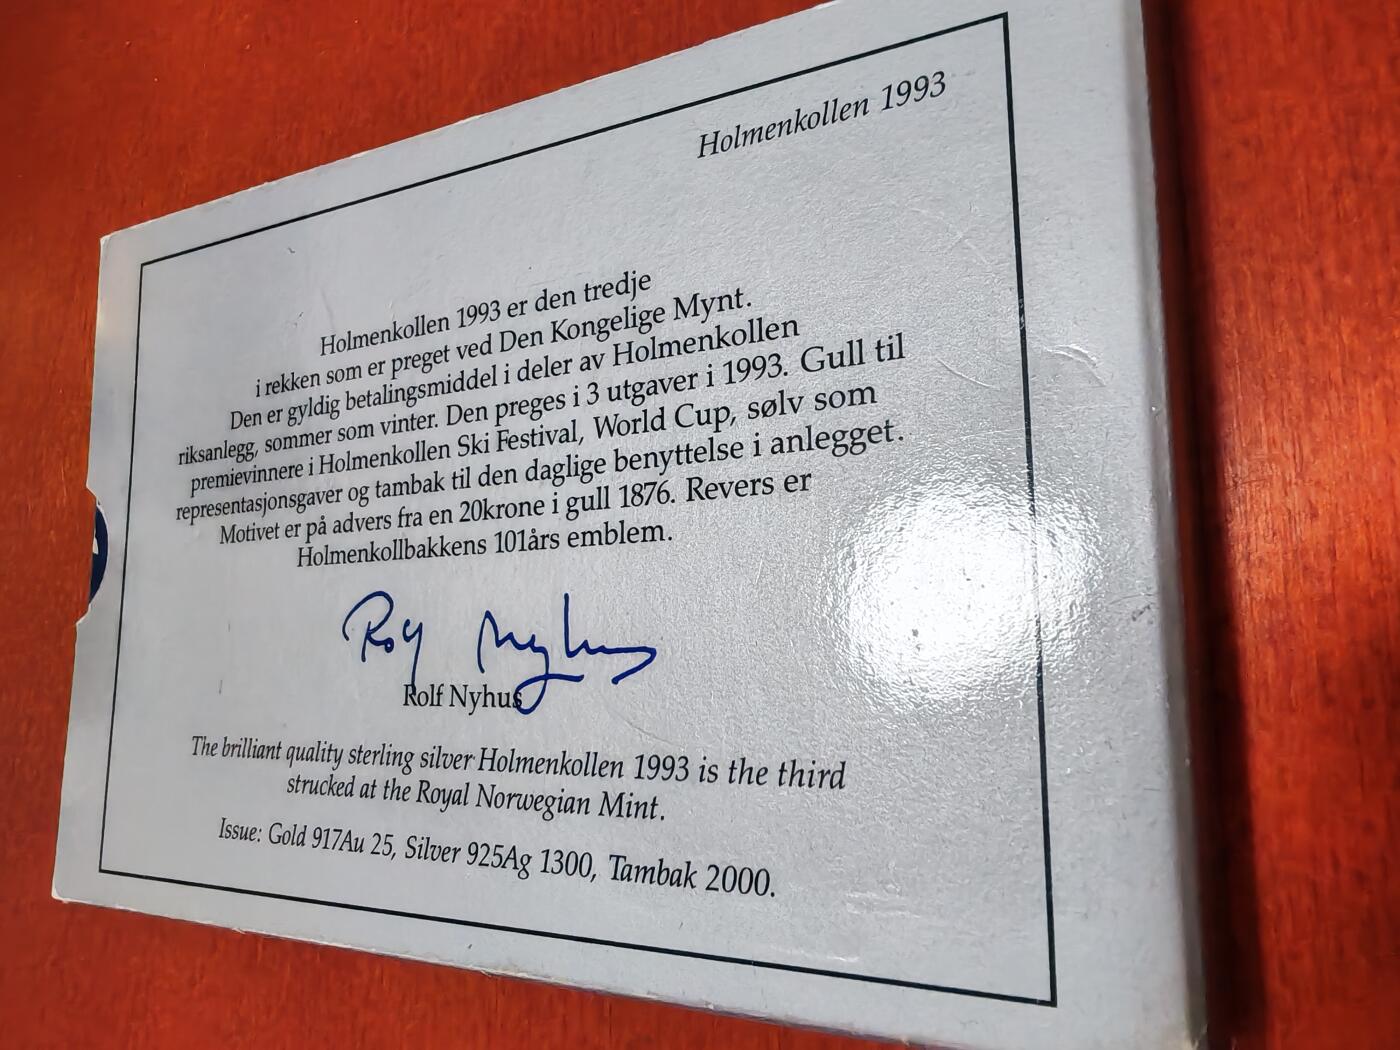 Holmenkollen 1993
Holmenkollen 1993 er den tredje
i rekken som er preget ved Den Kongelige Mynt.
Den er gyldig betalingsmiddel i deler av Holmenkollen
riksanlegg, sommer som vinter. Den preges i 3 utgaver i 1993. Gull til
premievinnere i Holmenkollen Ski Festival, World Cup, sølv som
representasjonsgaver og tambak til den daglige benyttelse i anlegget.
Motivet er på advers fra en 20krone i gull 1876. Revers er
Holmenkollbakkens 101års emblem.
Rolf Nyhus
Rolf Nyhus
The brilliant quality sterling silver Holmenkollen 1993 is the third
strucked at the Royal Norwegian Mint.
Issue: Gold 917Au 25, Silver 925Ag 1300, Tambak 2000.